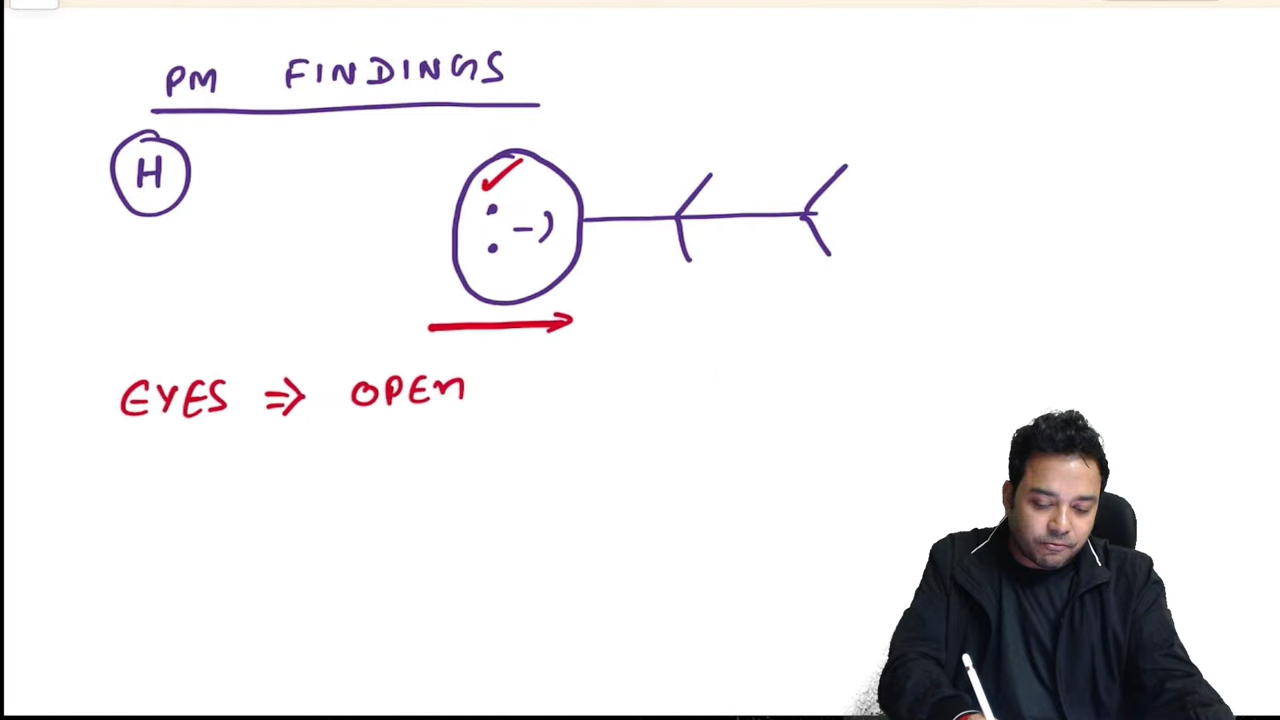 PM FINDINGS
H
EYES ⇒ OPEN